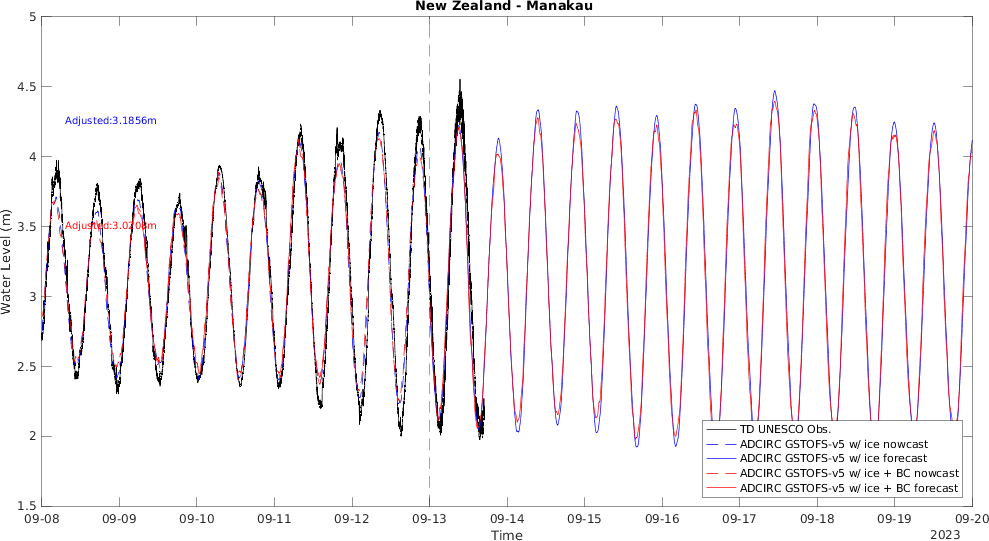 New Zealand - Manakau
5
4.5
4
3.5
3
2.5
2
1.5
Water Level (m)
Adjusted:3.1856m
TD UNESCO Obs.
ADCIRC GSTOFS-v5 w/ ice nowcast
ADCIRC GSTOFS-v5 w/ ice forecast
ADCIRC GSTOFS-v5 w/ ice + BC nowcast
ADCIRC GSTOFS-v5 w/ ice + BC forecast
09-08 09-09 09-10 09-11 09-12 09-13 09-14 09-15 09-16 09-17 09-18 09-19 09-20
Time
2023